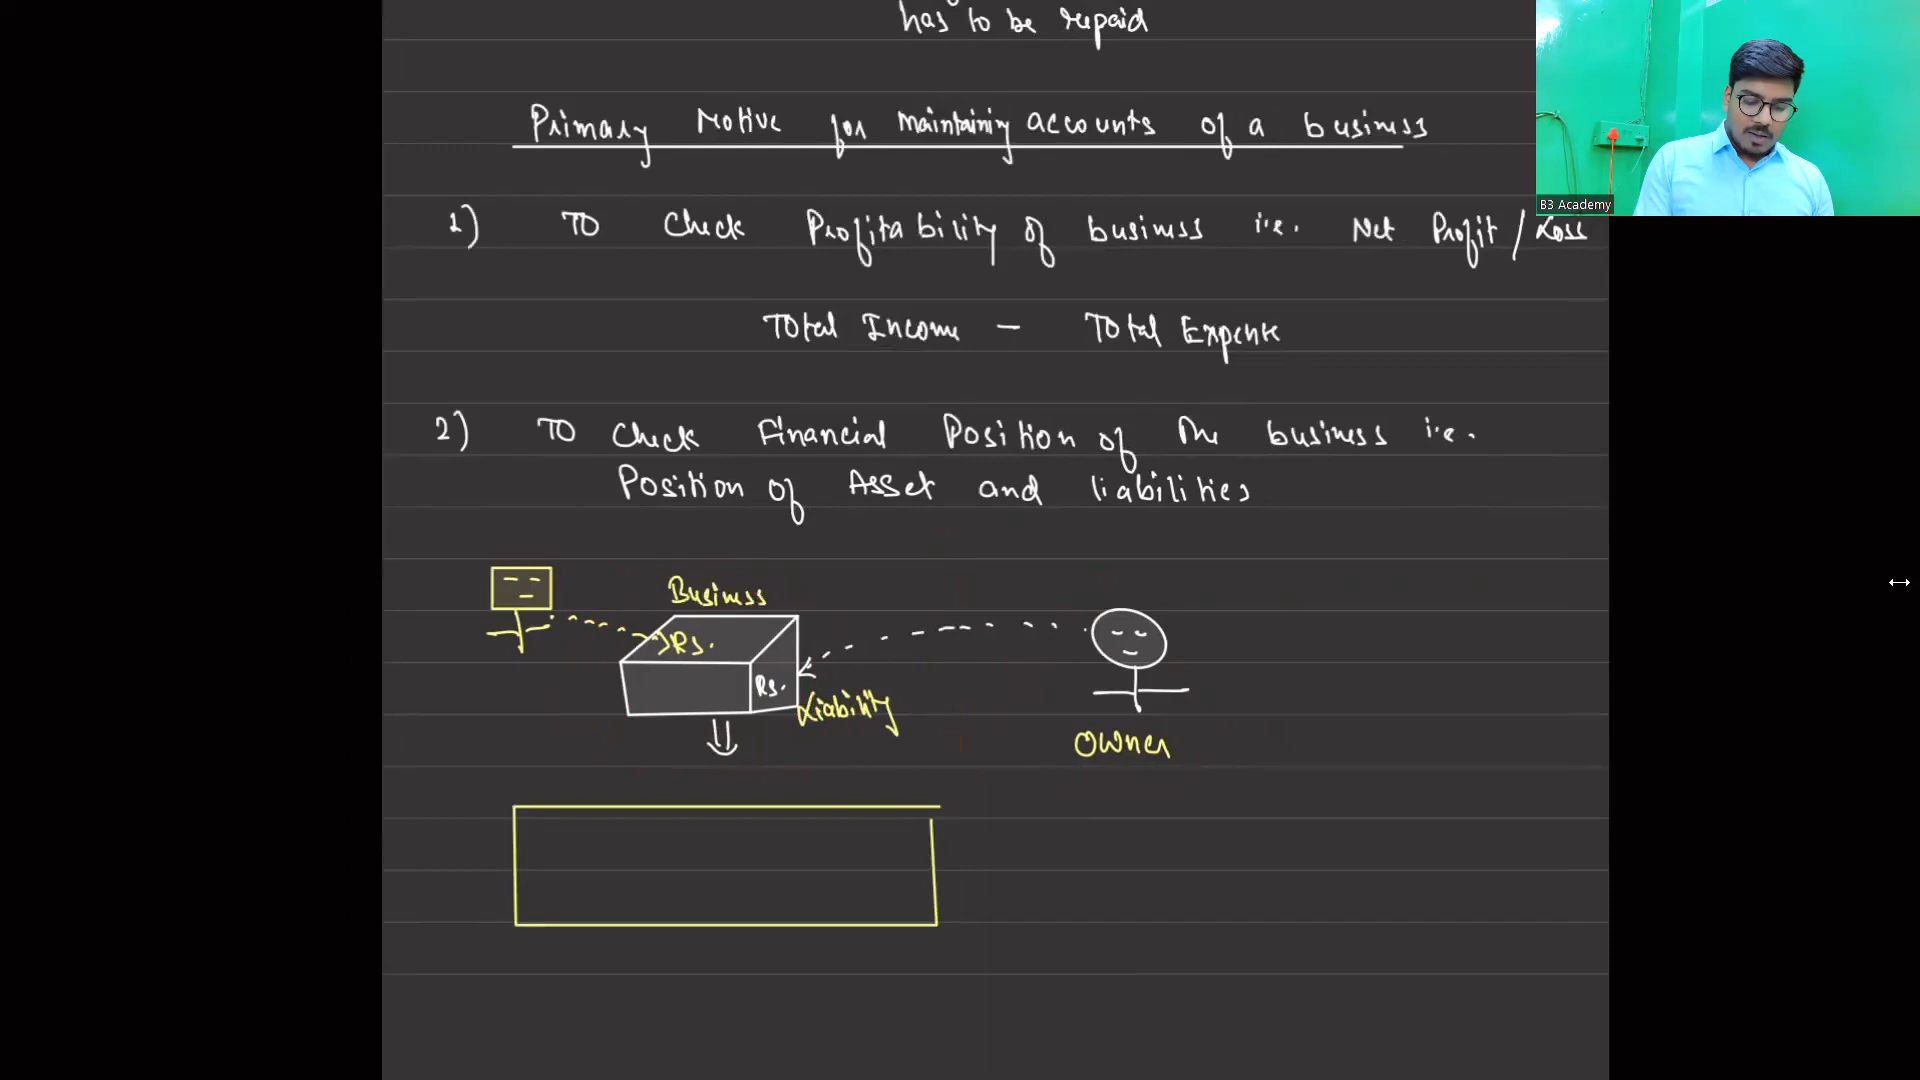 has to be repaid
Primary Motive for maintaining accounts of a business
B3 Academy
1) To Check Profitability of business i.e. Net Profit / Loss
Total Income - Total Expense
2) To Check Financial Position of the business i.e.
Position of Asset and liabilities
Business
Rs.
Rs.
Liability
Owner